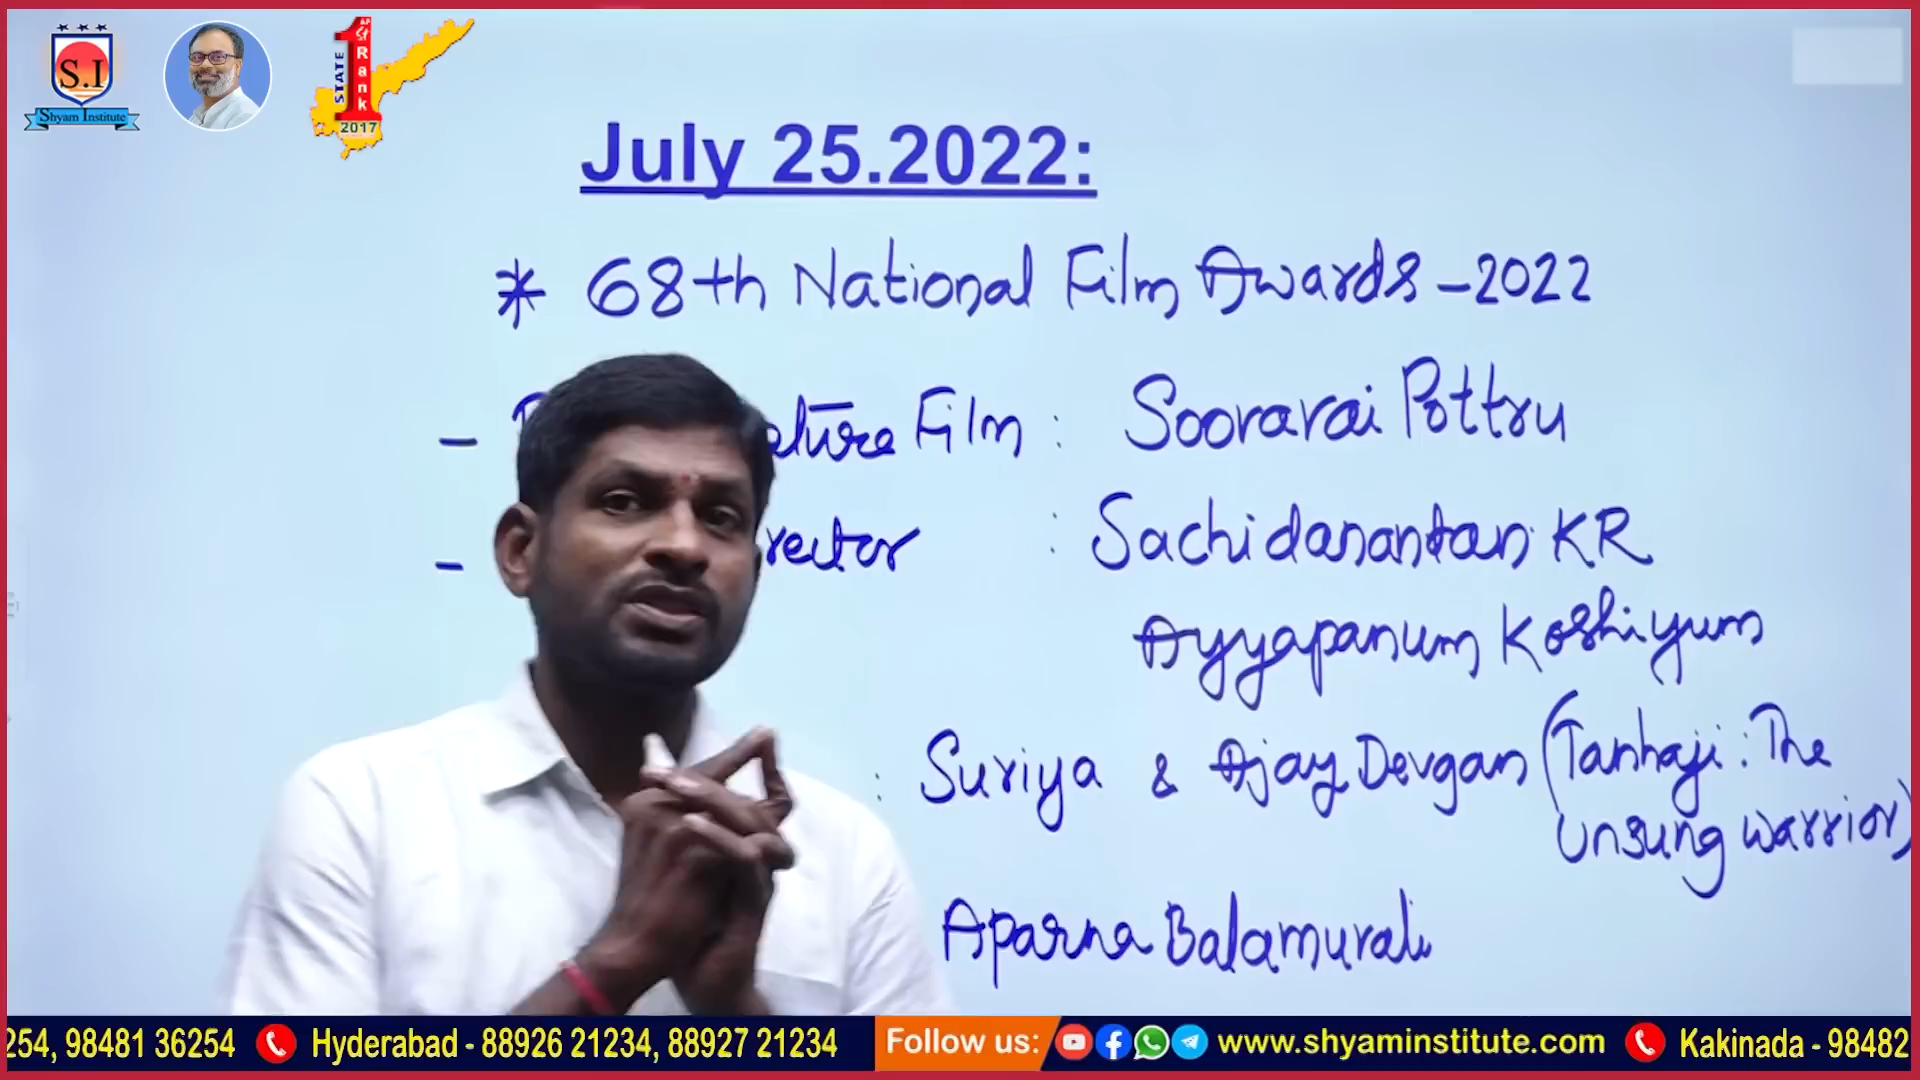 S.I
Shyam Institute
STATE
1
AP
st
Rank
2017
July 25.2022:
* 68th National Film Awards -2022
- Film : Soorarai Pottru
- : Sachidanantan KR
Ayyapanum Koshiyum
: Suriya & Ajay Devgan (Tanhaji : The
Unsung warrior)
Aparna Balamurali
254, 98481 36254 Hyderabad - 88926 21234, 88927 21234 Follow us: www.shyaminstitute.com Kakinada - 98482